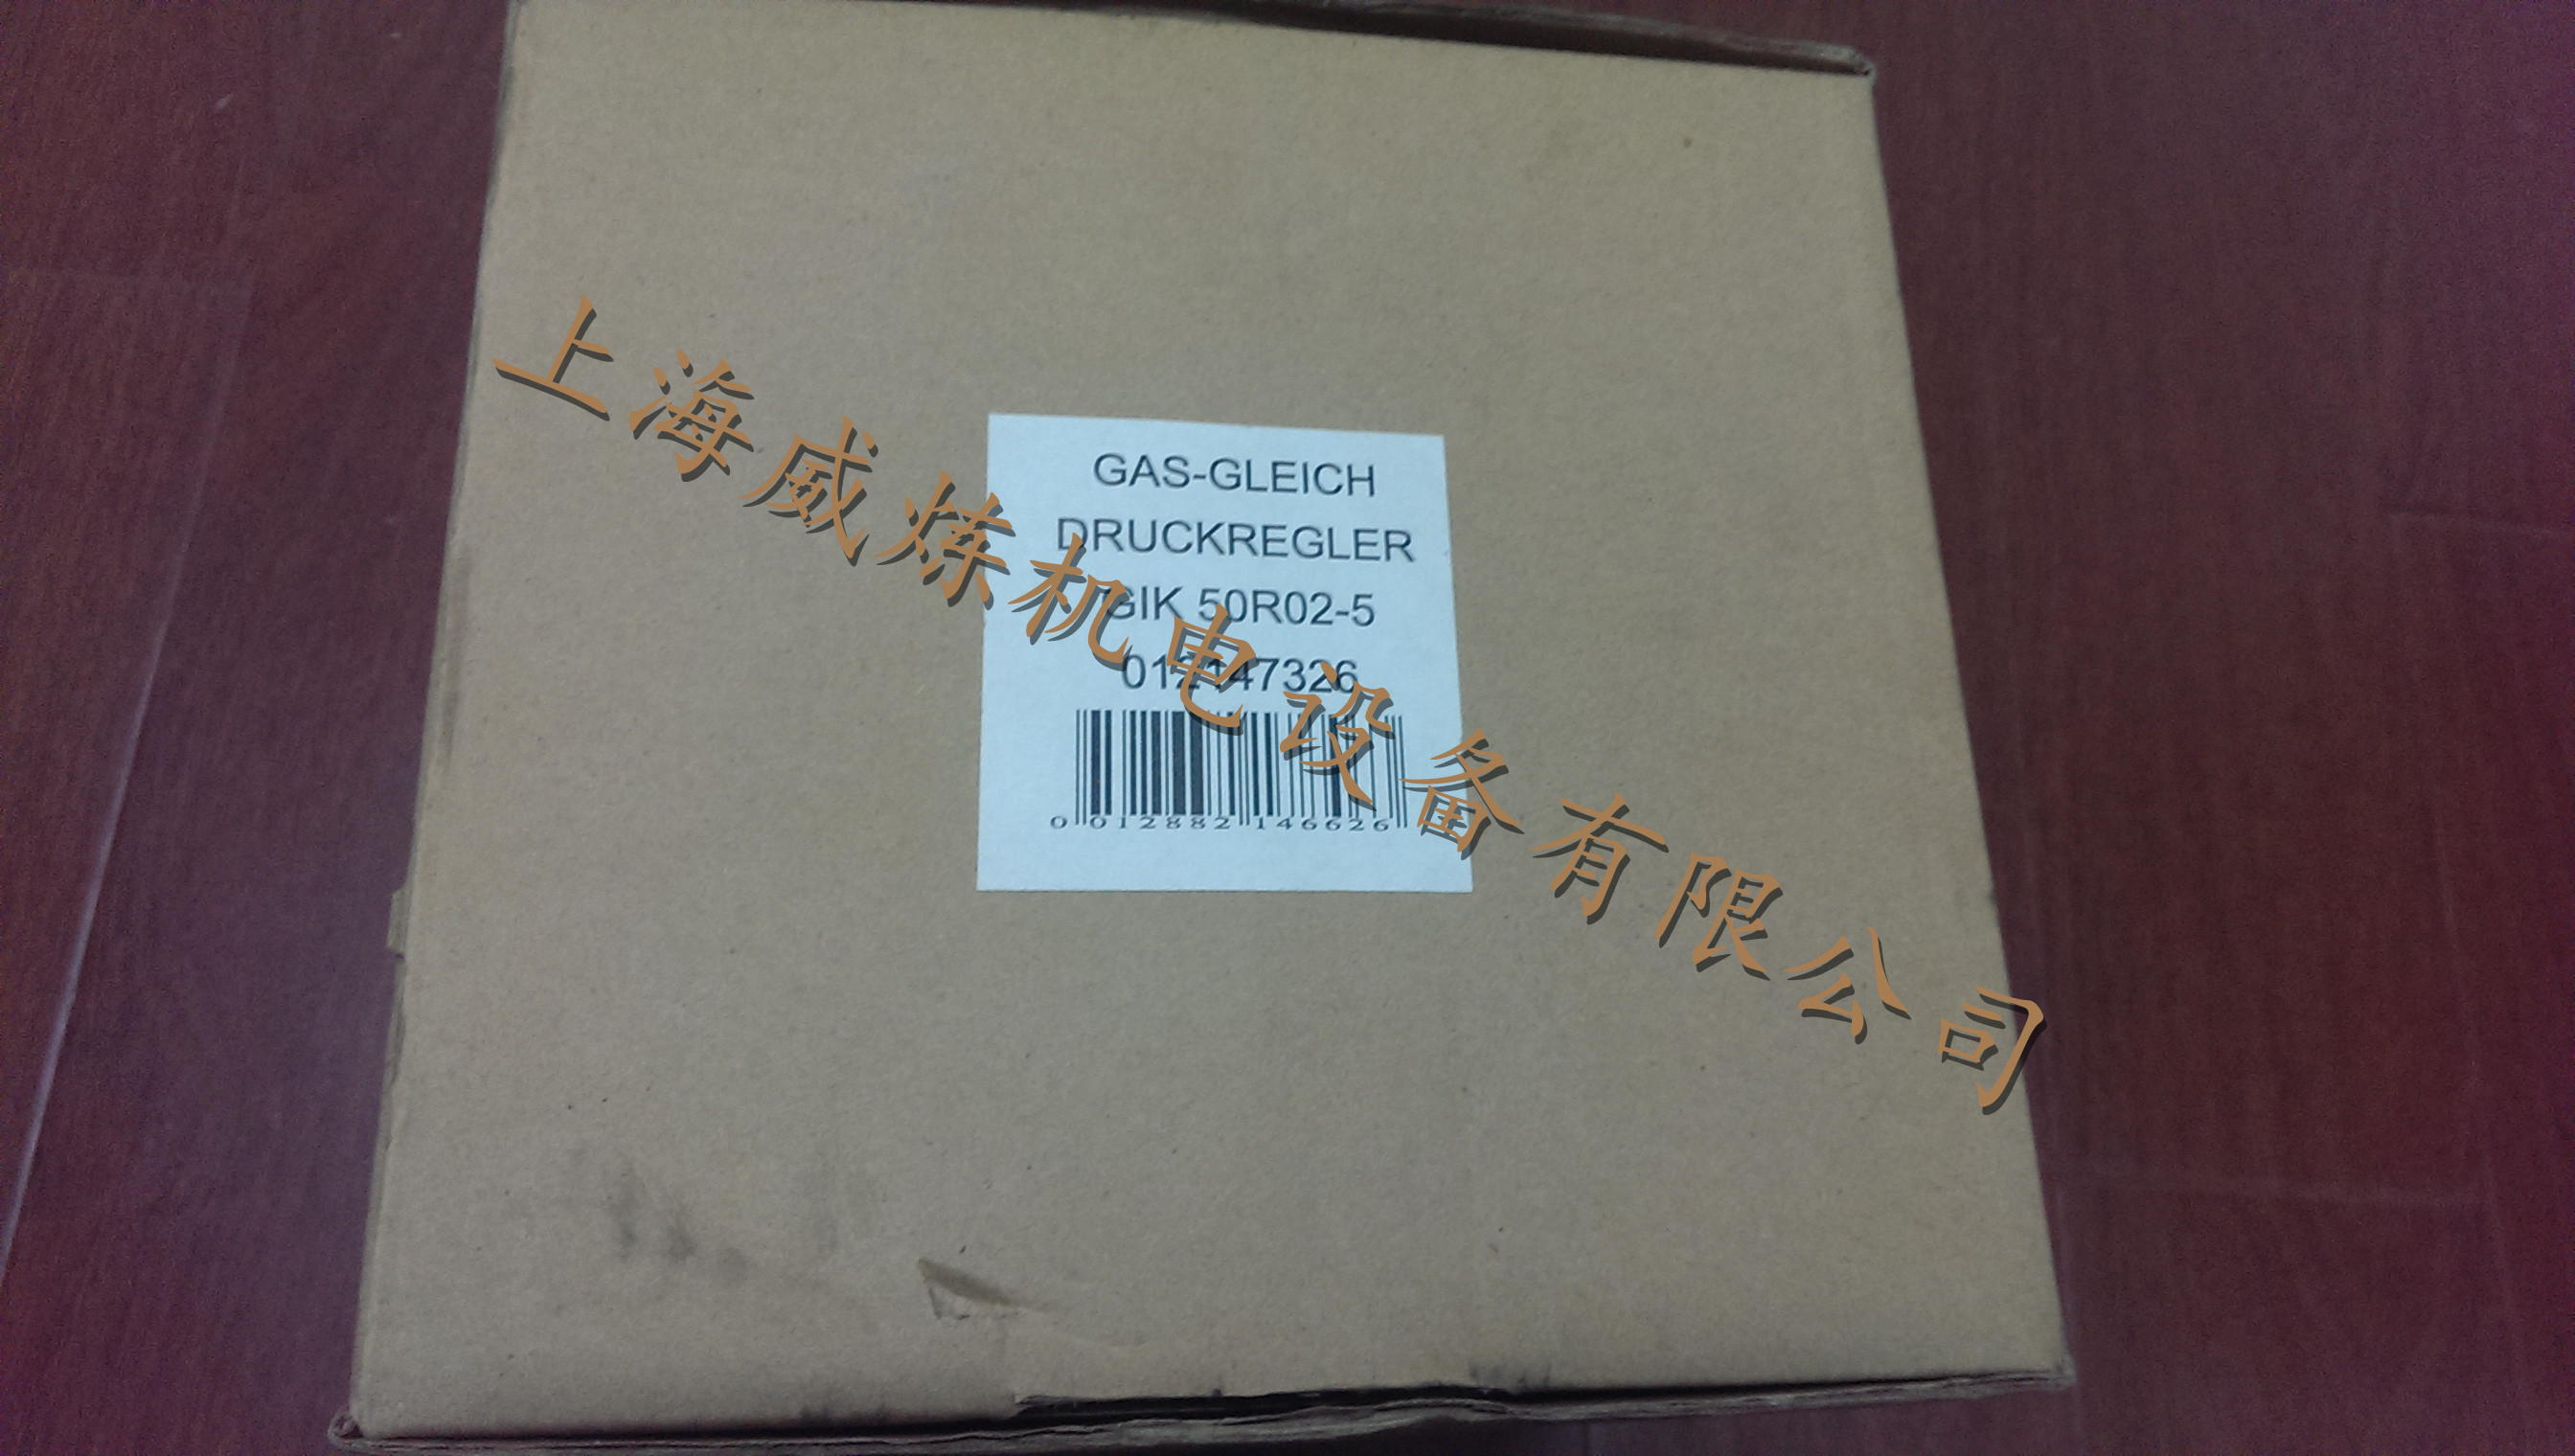 GAS-GLEICH
DRUCKREGLER
GIK 50R02-5
012147326
0 012882 146626
上海威炼机电设备有限公司